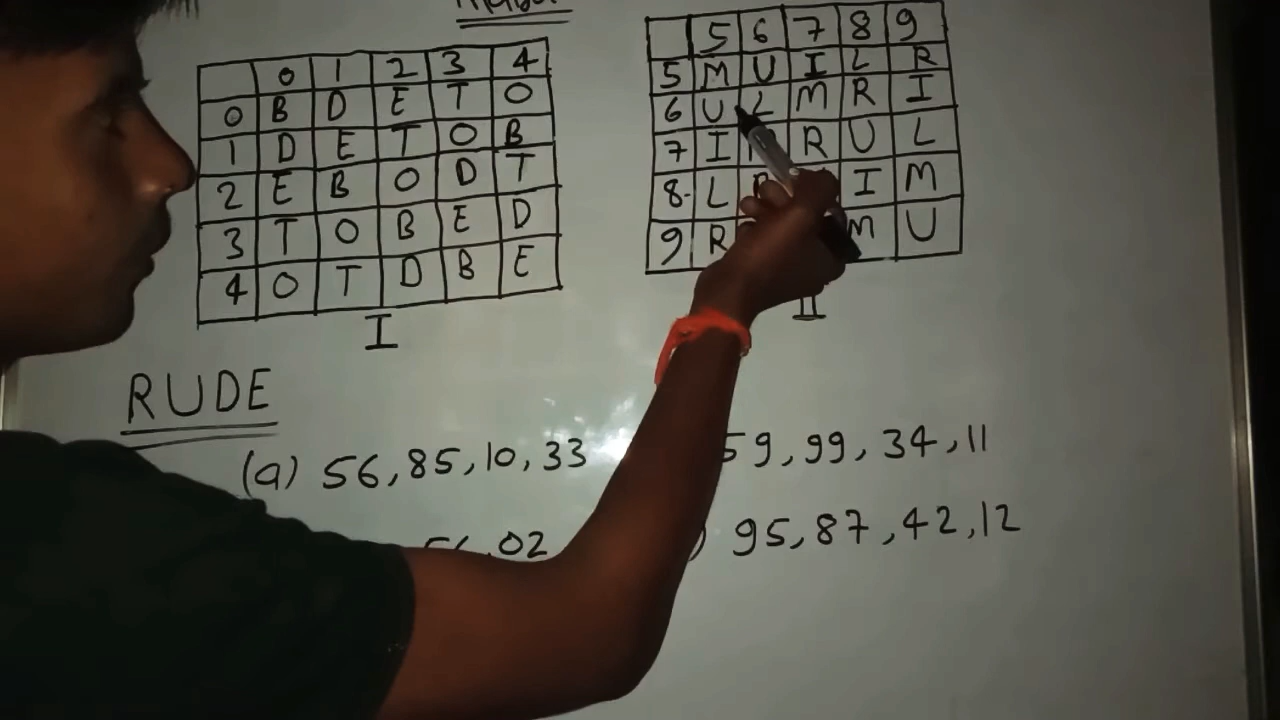 0 1 2 3 4
0 B D E T O
1 D E T O B
2 E B O D T
3 T O B E D
4 O T D B E
I
5 6 7 8 9
5 M U I L R
6 U L M R I
7 I R U L
8 L I M
9 R M U
II
RUDE
(a) 56, 85, 10, 33
59, 99, 34, 11
56, 02
) 95, 87, 42, 12